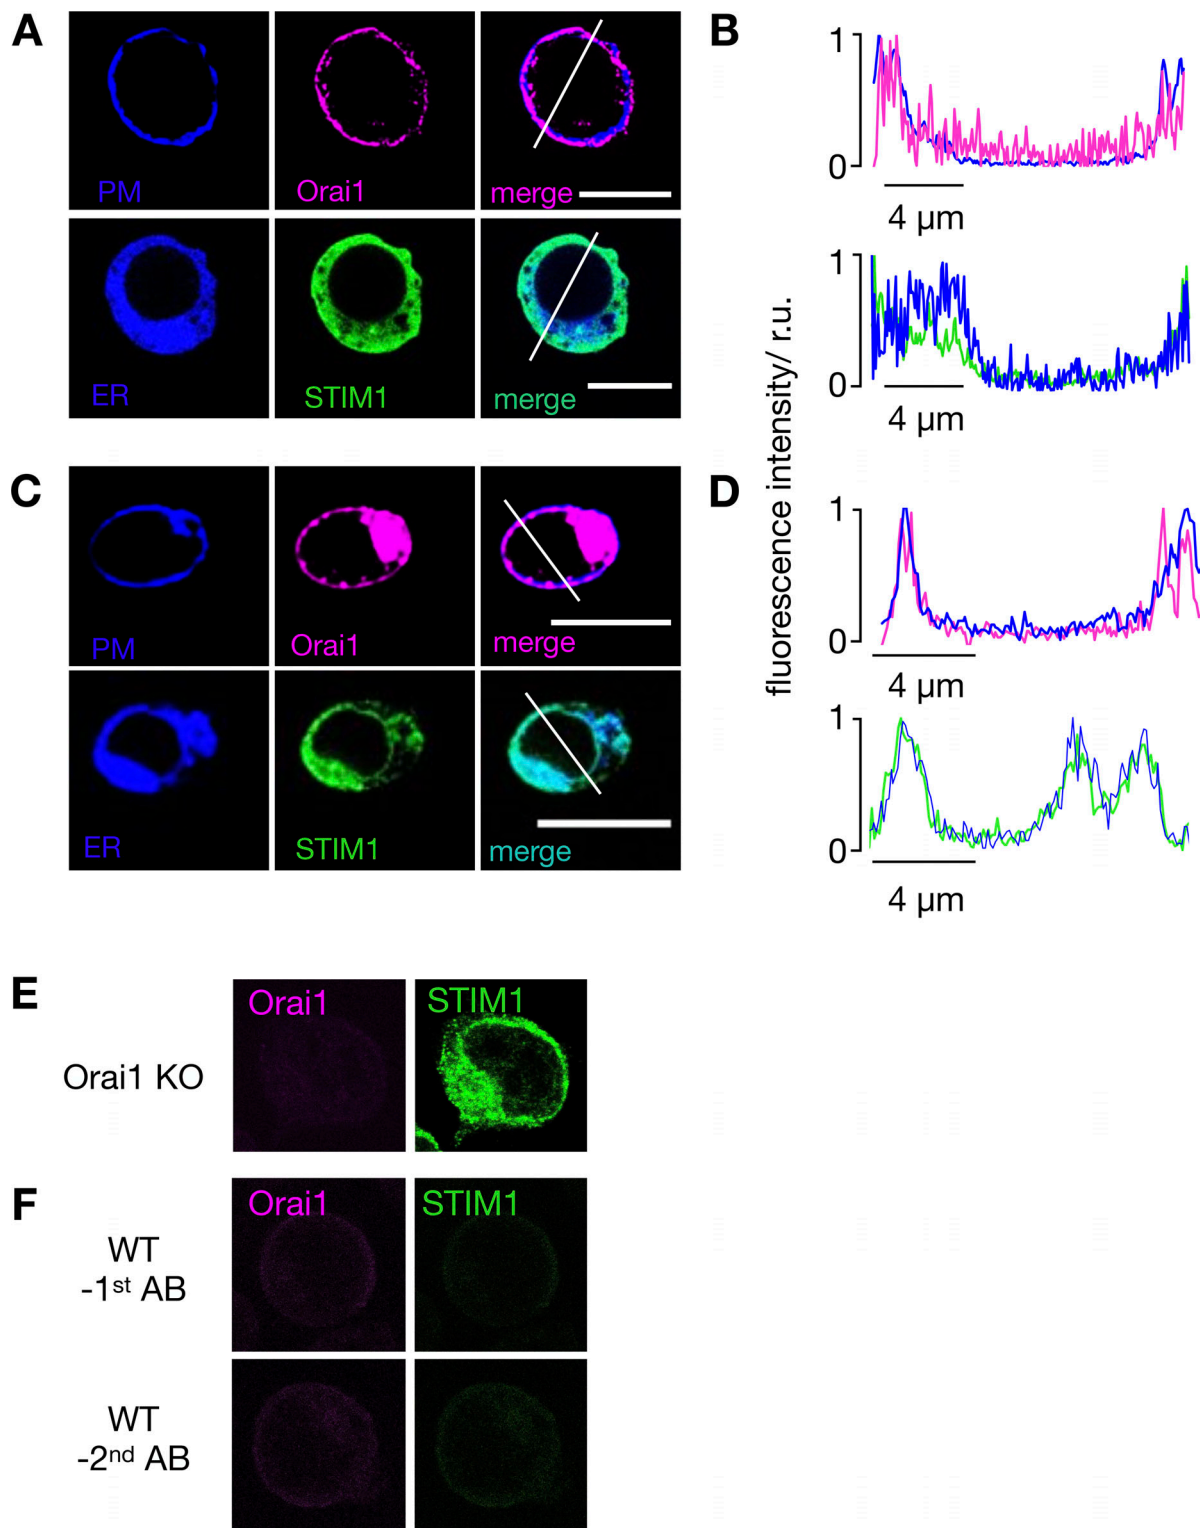 A
PM
Orai1
merge
ER
STIM1
merge
B
1
0
4 µm
1
0
4 µm
fluorescence intensity/ r.u.
C
PM
Orai1
merge
ER
STIM1
merge
D
1
0
4 µm
1
0
4 µm
E
Orai1 KO
Orai1
STIM1
F
WT
-1st AB
Orai1
STIM1
WT
-2nd AB